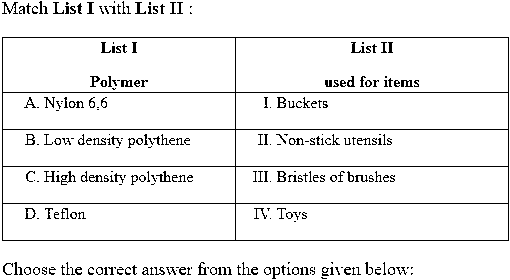 Match List I with List II :
List I List II
Polymer used for items
A. Nylon 6,6 I. Buckets
B. Low density polythene II. Non-stick utensils
C. High density polythene III. Bristles of brushes
D. Teflon IV. Toys
Choose the correct answer from the options given below: